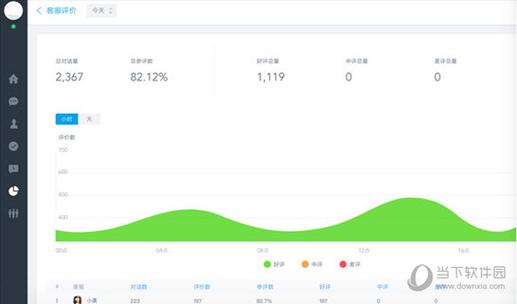 客服评价 今天
总对话量 总参评数 好评总量 中评总量 差评总量
2,367 82.12% 1,119 0 0
小时 天
评价数
700
600
500
400
00:0 04:0 08:0 12:0 16:0
好评 中评 差评
# 客服 对话数 评价数 参评数 好评 中评
1 小美 223 197 82.7% 197 0 0
当下软件园
www.downxia.com